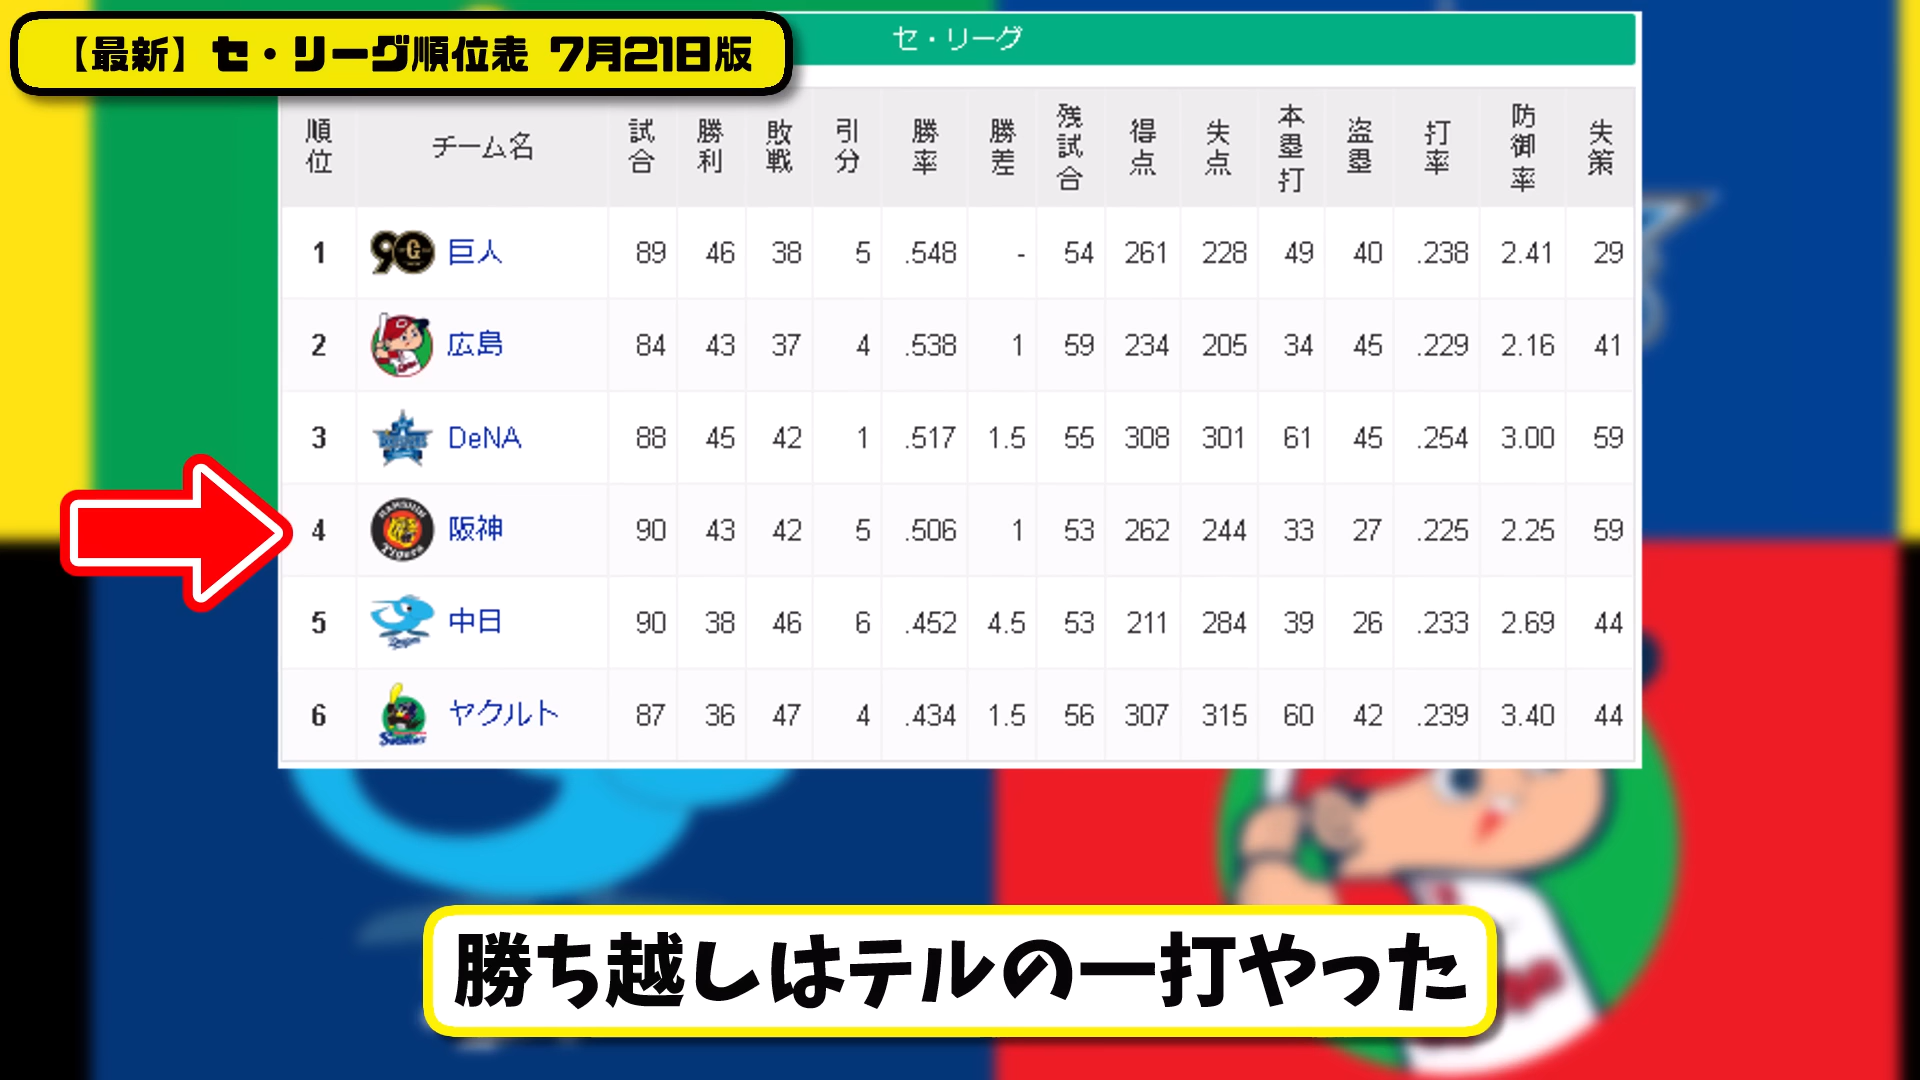 【最新】セ・リーグ順位表 7月21日版
セ・リーグ
順位 チーム名 試合 勝利 敗戦 引分 勝率 勝差 残試合 得点 失点 本塁打 盗塁 打率 防御率 失策
1 巨人 89 46 38 5 .548 - 54 261 228 49 40 .238 2.41 29
2 広島 84 43 37 4 .538 1 59 234 205 34 45 .229 2.16 41
3 DeNA 88 45 42 1 .517 1.5 55 308 301 61 45 .254 3.00 59
4 阪神 90 43 42 5 .506 1 53 262 244 33 27 .225 2.25 59
5 中日 90 38 46 6 .452 4.5 53 211 284 39 26 .233 2.69 44
6 ヤクルト 87 36 47 4 .434 1.5 56 307 315 60 42 .239 3.40 44
勝ち越しはテルの一打やった